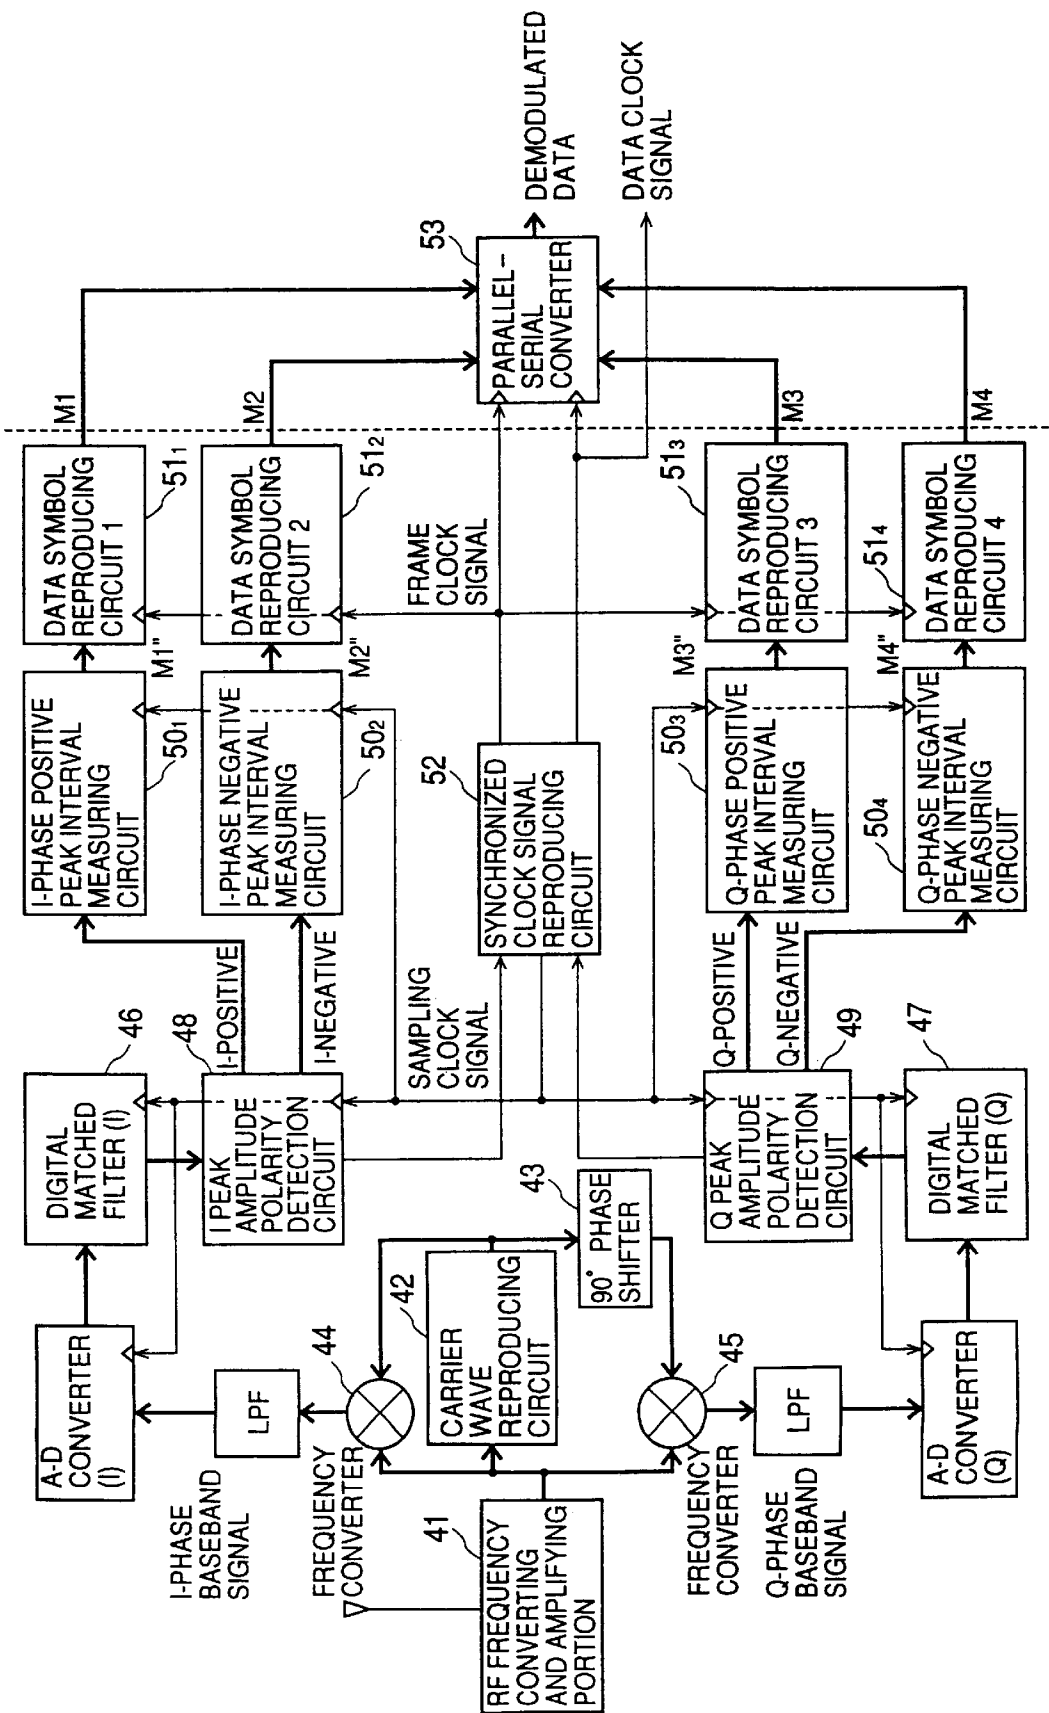 RF FREQUENCY
CONVERTING
AND AMPLIFYING
PORTION
41
FREQUENCY
CONVERTER
44
CARRIER
WAVE
REPRODUCING
CIRCUIT
42
90° PHASE
SHIFTER
43
FREQUENCY
CONVERTER
45
I-PHASE
BASEBAND
SIGNAL
LPF
Q-PHASE
BASEBAND
SIGNAL
LPF
A-D
CONVERTER
(I)
A-D
CONVERTER
(Q)
DIGITAL
MATCHED
FILTER (I)
46
I PEAK
AMPLITUDE
POLARITY
DETECTION
CIRCUIT
48
I-POSITIVE
I-NEGATIVE
SAMPLING
CLOCK
SIGNAL
Q PEAK
AMPLITUDE
POLARITY
DETECTION
CIRCUIT
49
Q-POSITIVE
Q-NEGATIVE
DIGITAL
MATCHED
FILTER (Q)
47
I-PHASE POSITIVE
PEAK INTERVAL
MEASURING
CIRCUIT
501
M1"
I-PHASE NEGATIVE
PEAK INTERVAL
MEASURING
CIRCUIT
502
M2"
SYNCHRONIZED
CLOCK SIGNAL
REPRODUCING
CIRCUIT
52
Q-PHASE POSITIVE
PEAK INTERVAL
MEASURING
CIRCUIT
503
M3"
Q-PHASE NEGATIVE
PEAK INTERVAL
MEASURING
CIRCUIT
504
M4"
DATA SYMBOL
REPRODUCING
CIRCUIT 1
511
M1
DATA SYMBOL
REPRODUCING
CIRCUIT 2
512
M2
FRAME
CLOCK
SIGNAL
DATA SYMBOL
REPRODUCING
CIRCUIT 3
513
M3
DATA SYMBOL
REPRODUCING
CIRCUIT 4
514
M4
PARALLEL-
SERIAL
CONVERTER
53
DEMODULATED
DATA
DATA CLOCK
SIGNAL